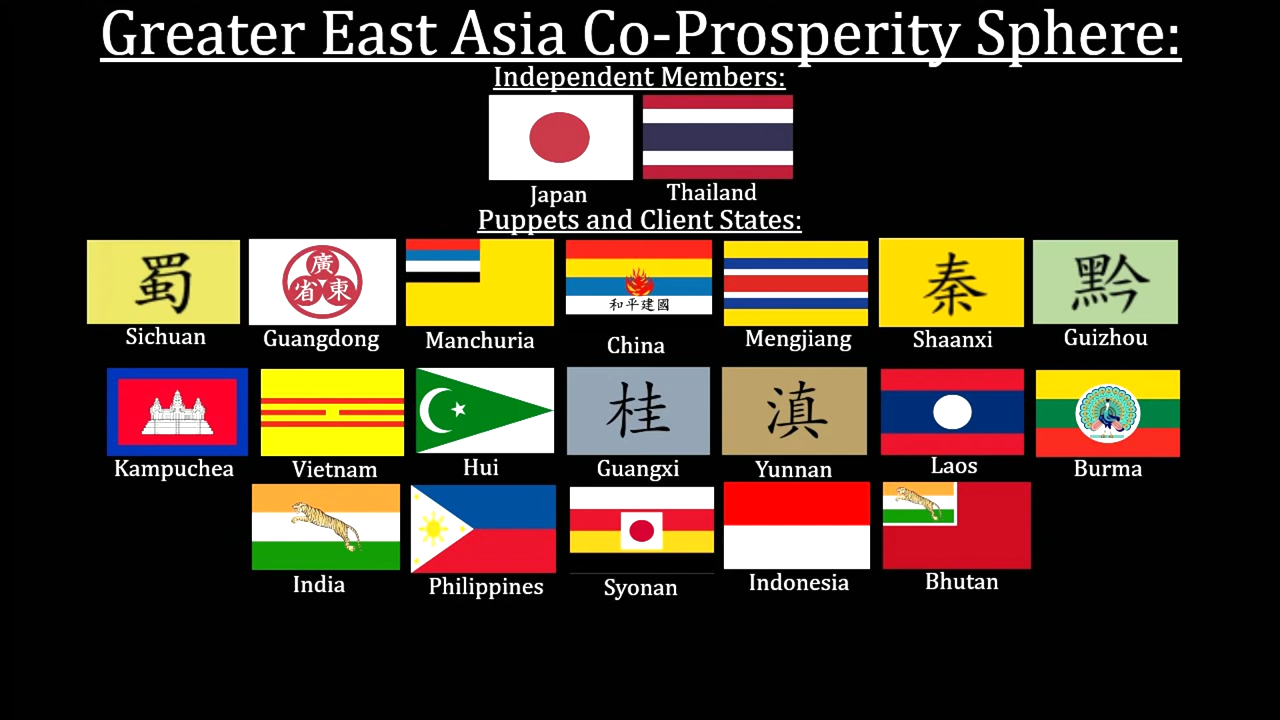 Greater East Asia Co-Prosperity Sphere:
Independent Members:
Japan Thailand
Puppets and Client States:
蜀 廣 省 東 和平建國 秦 黔
Sichuan Guangdong Manchuria China Mengjiang Shaanxi Guizhou
桂 滇
Kampuchea Vietnam Hui Guangxi Yunnan Laos Burma
India Philippines Syonan Indonesia Bhutan